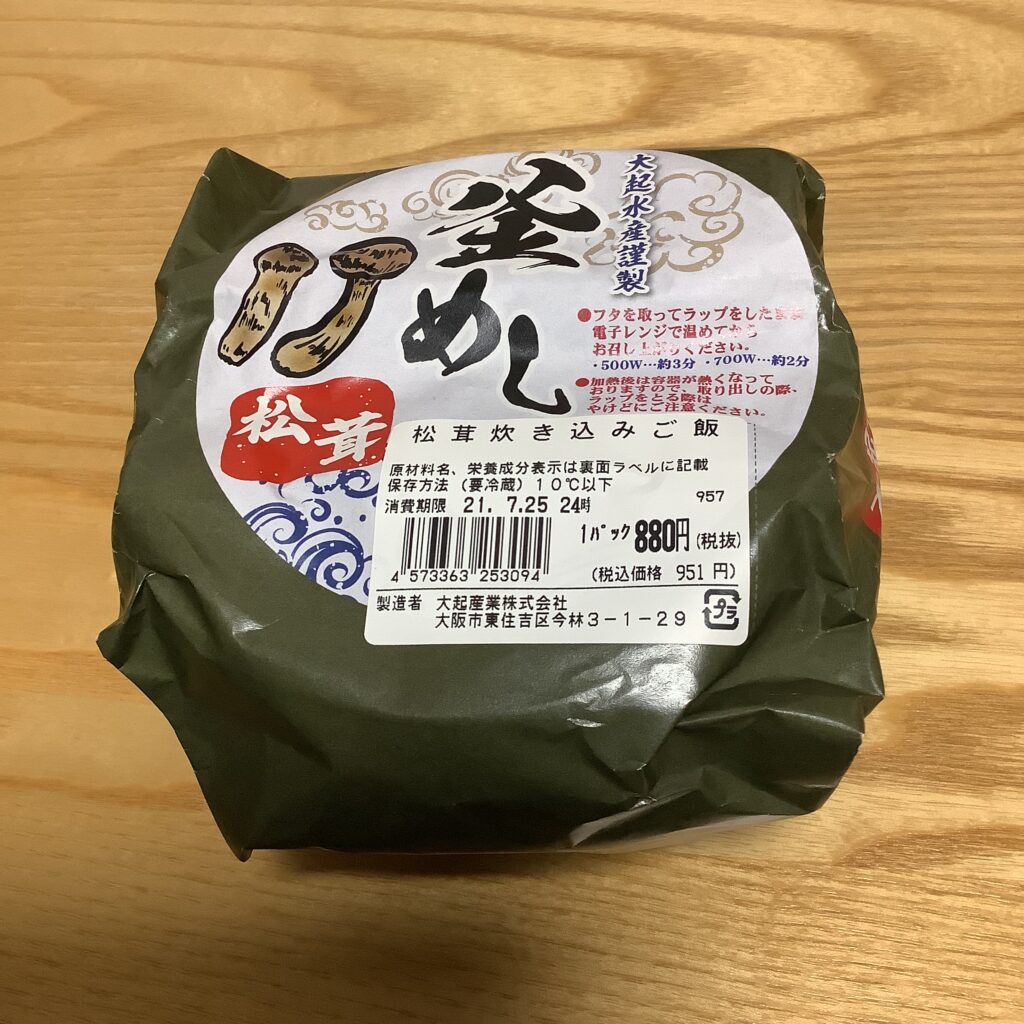 大起水産謹製
釜めし
松茸
●フタを取ってラップをしたまま
電子レンジで温めてから
お召し上がりください。
・500W…約3分 ・700W…約2分
●加熱後は容器が熱くなって
おりますので、取り出しの際、
ラップをとる際は
やけどにご注意ください。
松茸炊き込みご飯
原材料名、栄養成分表示は裏面ラベルに記載
保存方法 (要冷蔵) 10℃以下
957
消費期限 21. 7.25 24時
1パック 880円 (税抜)
4 573363 253094
(税込価格 951 円)
製造者 大起産業株式会社
大阪市東住吉区今林3-1-29
プラ